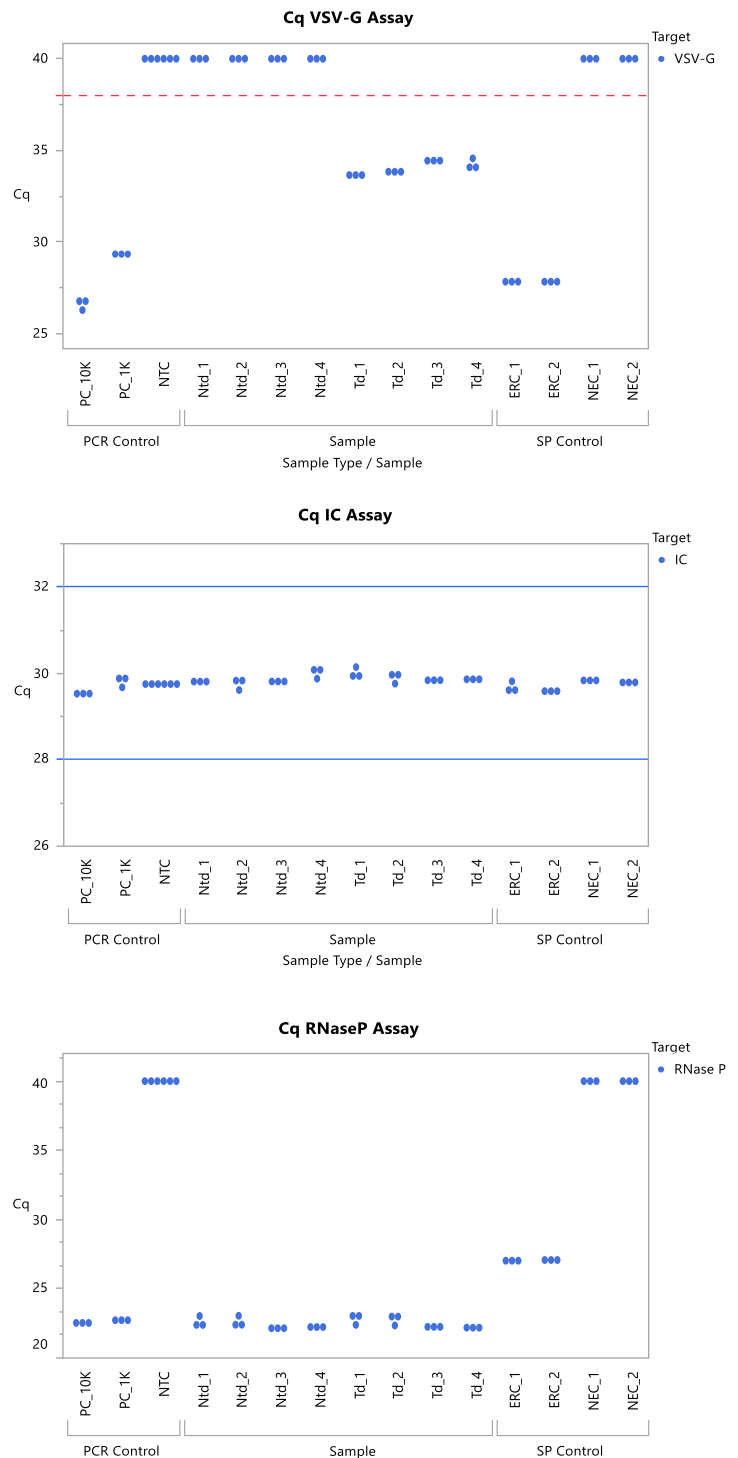 Cq VSV-G Assay
Target
VSV-G
40
35
30
25
Cq
PC_10K
PC_1K
NTC
Ntd_1
Ntd_2
Ntd_3
Ntd_4
Td_1
Td_2
Td_3
Td_4
ERC_1
ERC_2
NEC_1
NEC_2
PCR Control
Sample
SP Control
Sample Type / Sample
Cq IC Assay
Target
IC
32
30
28
26
Cq
PC_10K
PC_1K
NTC
Ntd_1
Ntd_2
Ntd_3
Ntd_4
Td_1
Td_2
Td_3
Td_4
ERC_1
ERC_2
NEC_1
NEC_2
PCR Control
Sample
SP Control
Sample Type / Sample
Cq RNaseP Assay
Target
RNase P
40
35
30
25
20
Cq
PC_10K
PC_1K
NTC
Ntd_1
Ntd_2
Ntd_3
Ntd_4
Td_1
Td_2
Td_3
Td_4
ERC_1
ERC_2
NEC_1
NEC_2
PCR Control
Sample
SP Control